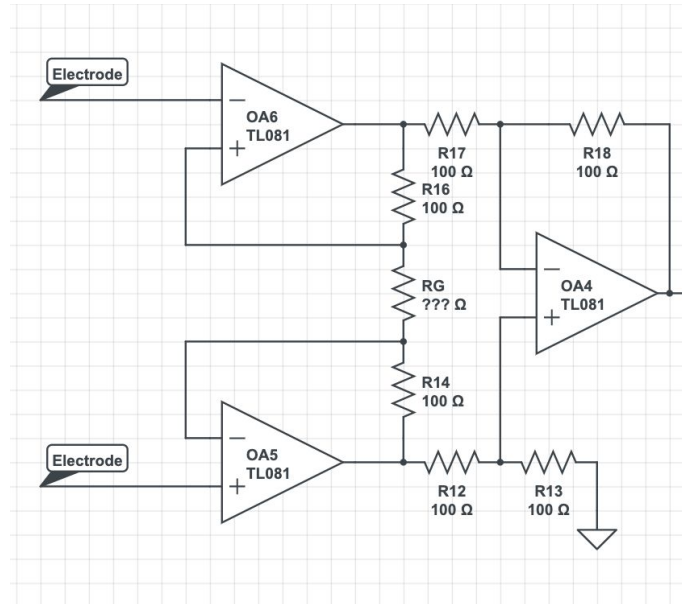 Electrode
−
+
OA6
TL081
R17
100 Ω
R18
100 Ω
R16
100 Ω
RG
??? Ω
−
+
OA4
TL081
R14
100 Ω
Electrode
−
+
OA5
TL081
R12
100 Ω
R13
100 Ω